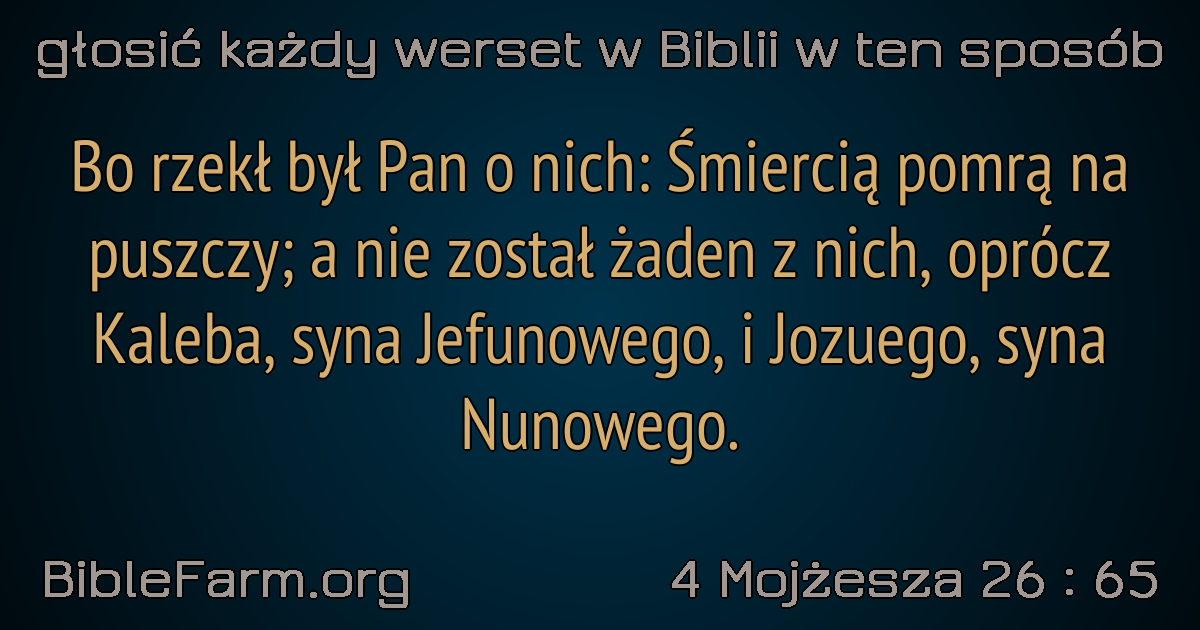 głosić każdy werset w Biblii w ten sposób
Bo rzekł był Pan o nich: Śmiercią pomrą na
puszczy; a nie został żaden z nich, oprócz
Kaleba, syna Jefunowego, i Jozuego, syna
Nunowego.
BibleFarm.org
4 Mojżesza 26 : 65